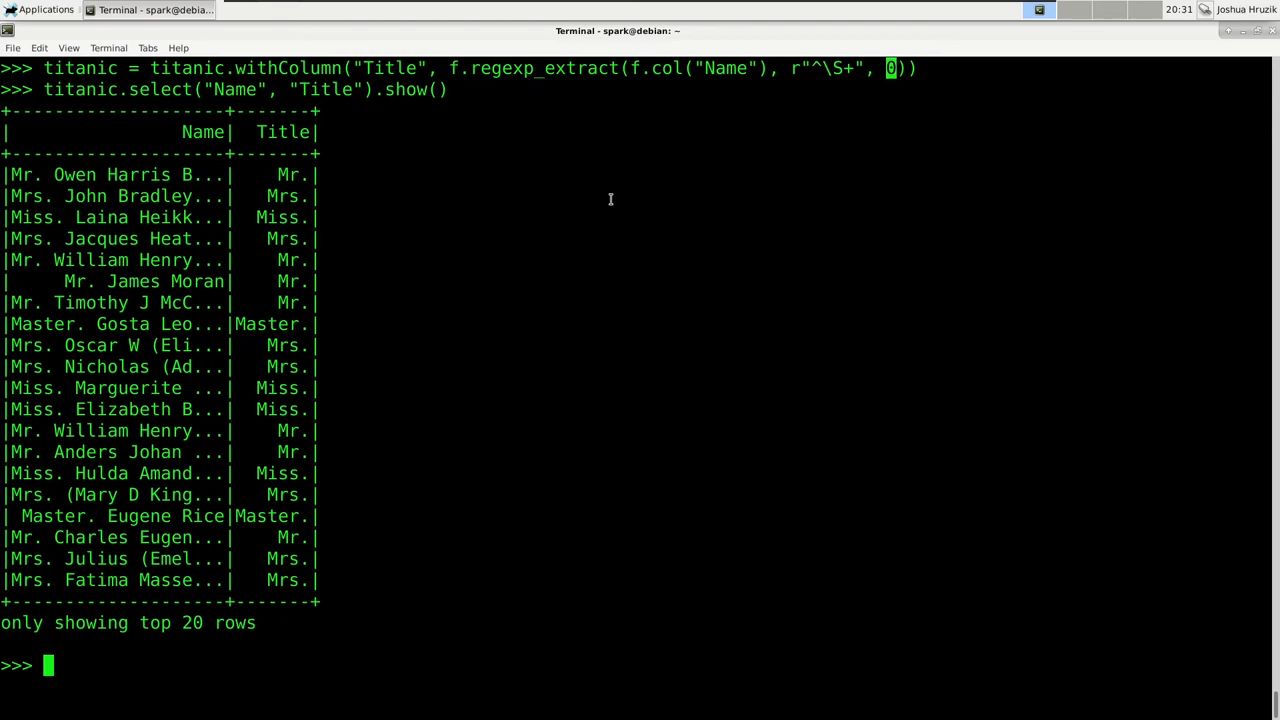 Applications Terminal - spark@debia... 20:31 Joshua Hruzik
Terminal - spark@debian: ~
File Edit View Terminal Tabs Help
>>> titanic = titanic.withColumn("Title", f.regexp_extract(f.col("Name"), r"^\S+", 0))
>>> titanic.select("Name", "Title").show()
+--------------------+-------+
|                Name|  Title|
+--------------------+-------+
|Mr. Owen Harris B...|    Mr.|
|Mrs. John Bradley...|   Mrs.|
|Miss. Laina Heikk...|  Miss.|
|Mrs. Jacques Heat...|   Mrs.|
|Mr. William Henry...|    Mr.|
|     Mr. James Moran|    Mr.|
|Mr. Timothy J McC...|    Mr.|
|Master. Gosta Leo...|Master.|
|Mrs. Oscar W (Eli...|   Mrs.|
|Mrs. Nicholas (Ad...|   Mrs.|
|Miss. Marguerite ...|  Miss.|
|Miss. Elizabeth B...|  Miss.|
|Mr. William Henry...|    Mr.|
|Mr. Anders Johan ...|    Mr.|
|Miss. Hulda Amand...|  Miss.|
|Mrs. (Mary D King...|   Mrs.|
| Master. Eugene Rice|Master.|
|Mr. Charles Eugen...|    Mr.|
|Mrs. Julius (Emel...|   Mrs.|
|Mrs. Fatima Masse...|   Mrs.|
+--------------------+-------+
only showing top 20 rows
>>>